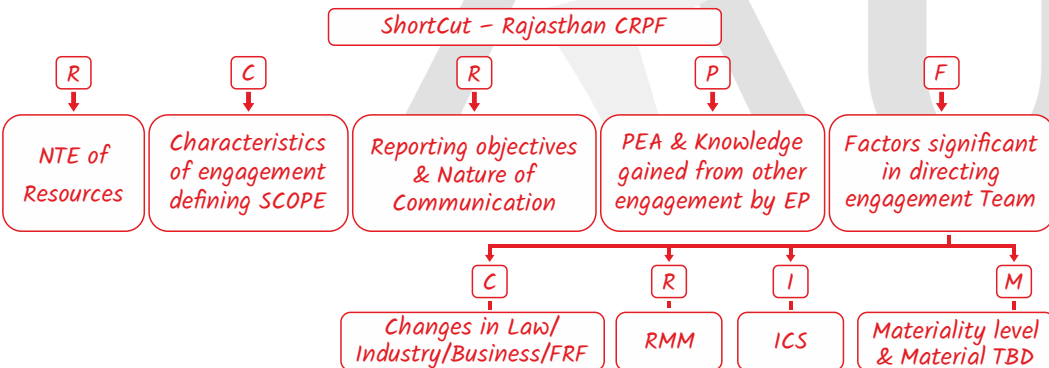 ShortCut – Rajasthan CRPF
R
C
R
P
F
NTE of
Resources
Characteristics
of engagement
defining SCOPE
Reporting objectives
& Nature of
Communication
PEA & Knowledge
gained from other
engagement by EP
Factors significant
in directing
engagement Team
C
R
I
M
Changes in Law/
Industry/Business/FRF
RMM
ICS
Materiality level
& Material TBD